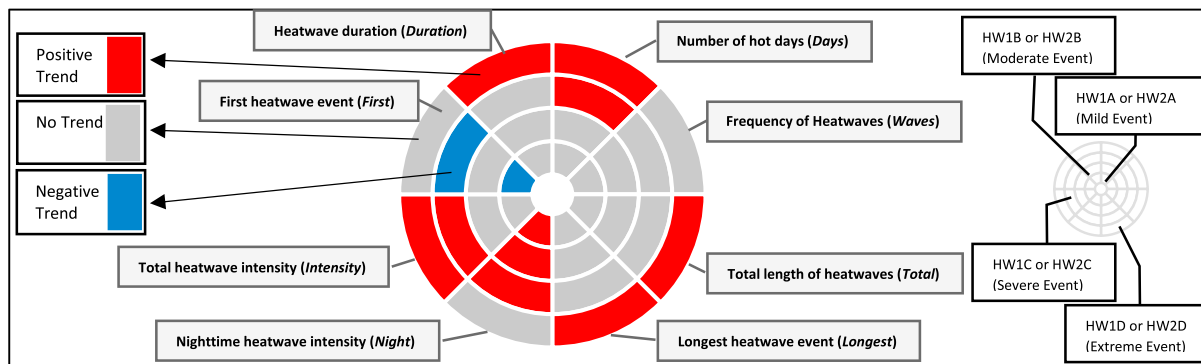 Positive
Trend
No Trend
Negative
Trend
Heatwave duration (Duration)
Number of hot days (Days)
First heatwave event (First)
Frequency of Heatwaves (Waves)
Total heatwave intensity (Intensity)
Total length of heatwaves (Total)
Nighttime heatwave intensity (Night)
Longest heatwave event (Longest)
HW1B or HW2B
(Moderate Event)
HW1A or HW2A
(Mild Event)
HW1C or HW2C
(Severe Event)
HW1D or HW2D
(Extreme Event)